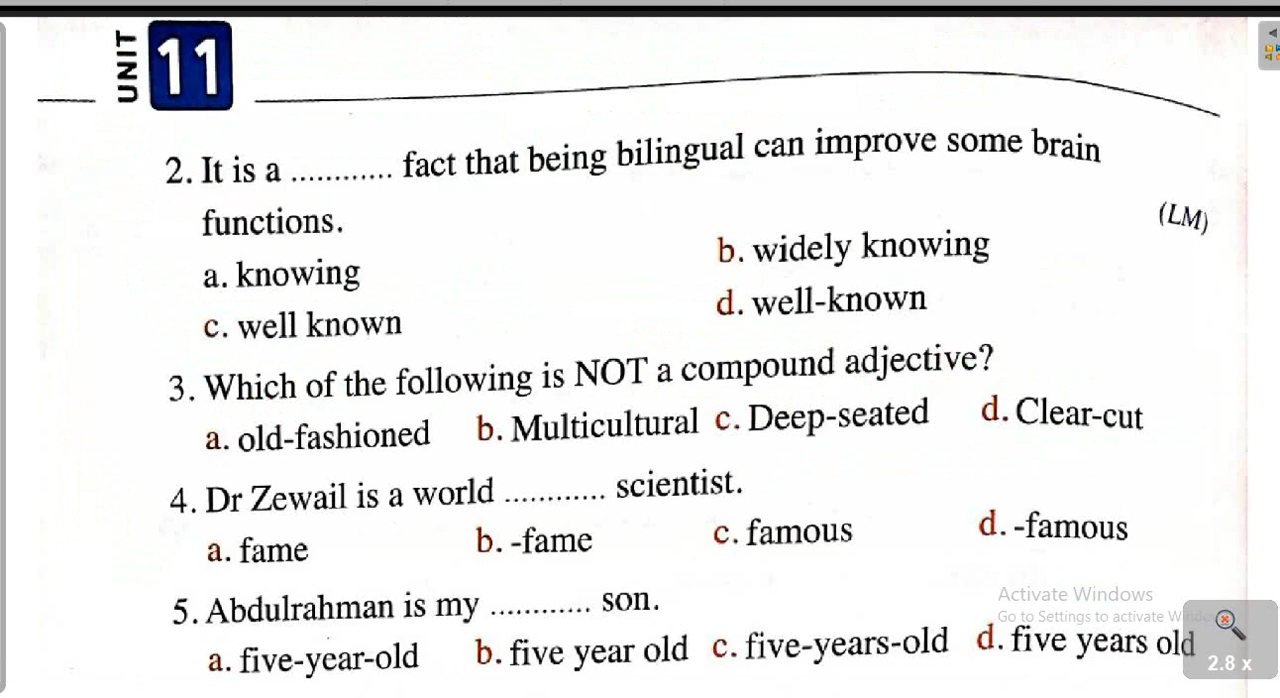 UNIT 11
2. It is a ............ fact that being bilingual can improve some brain
functions.
(LM)
a. knowing b. widely knowing
c. well known d. well-known
3. Which of the following is NOT a compound adjective?
a. old-fashioned b. Multicultural c. Deep-seated d. Clear-cut
4. Dr Zewail is a world ............ scientist.
a. fame b. -fame c. famous d. -famous
5. Abdulrahman is my ............ son.
Activate Windows
Go to Settings to activate Windows
a. five-year-old b. five year old c. five-years-old d. five years old
2.8 x